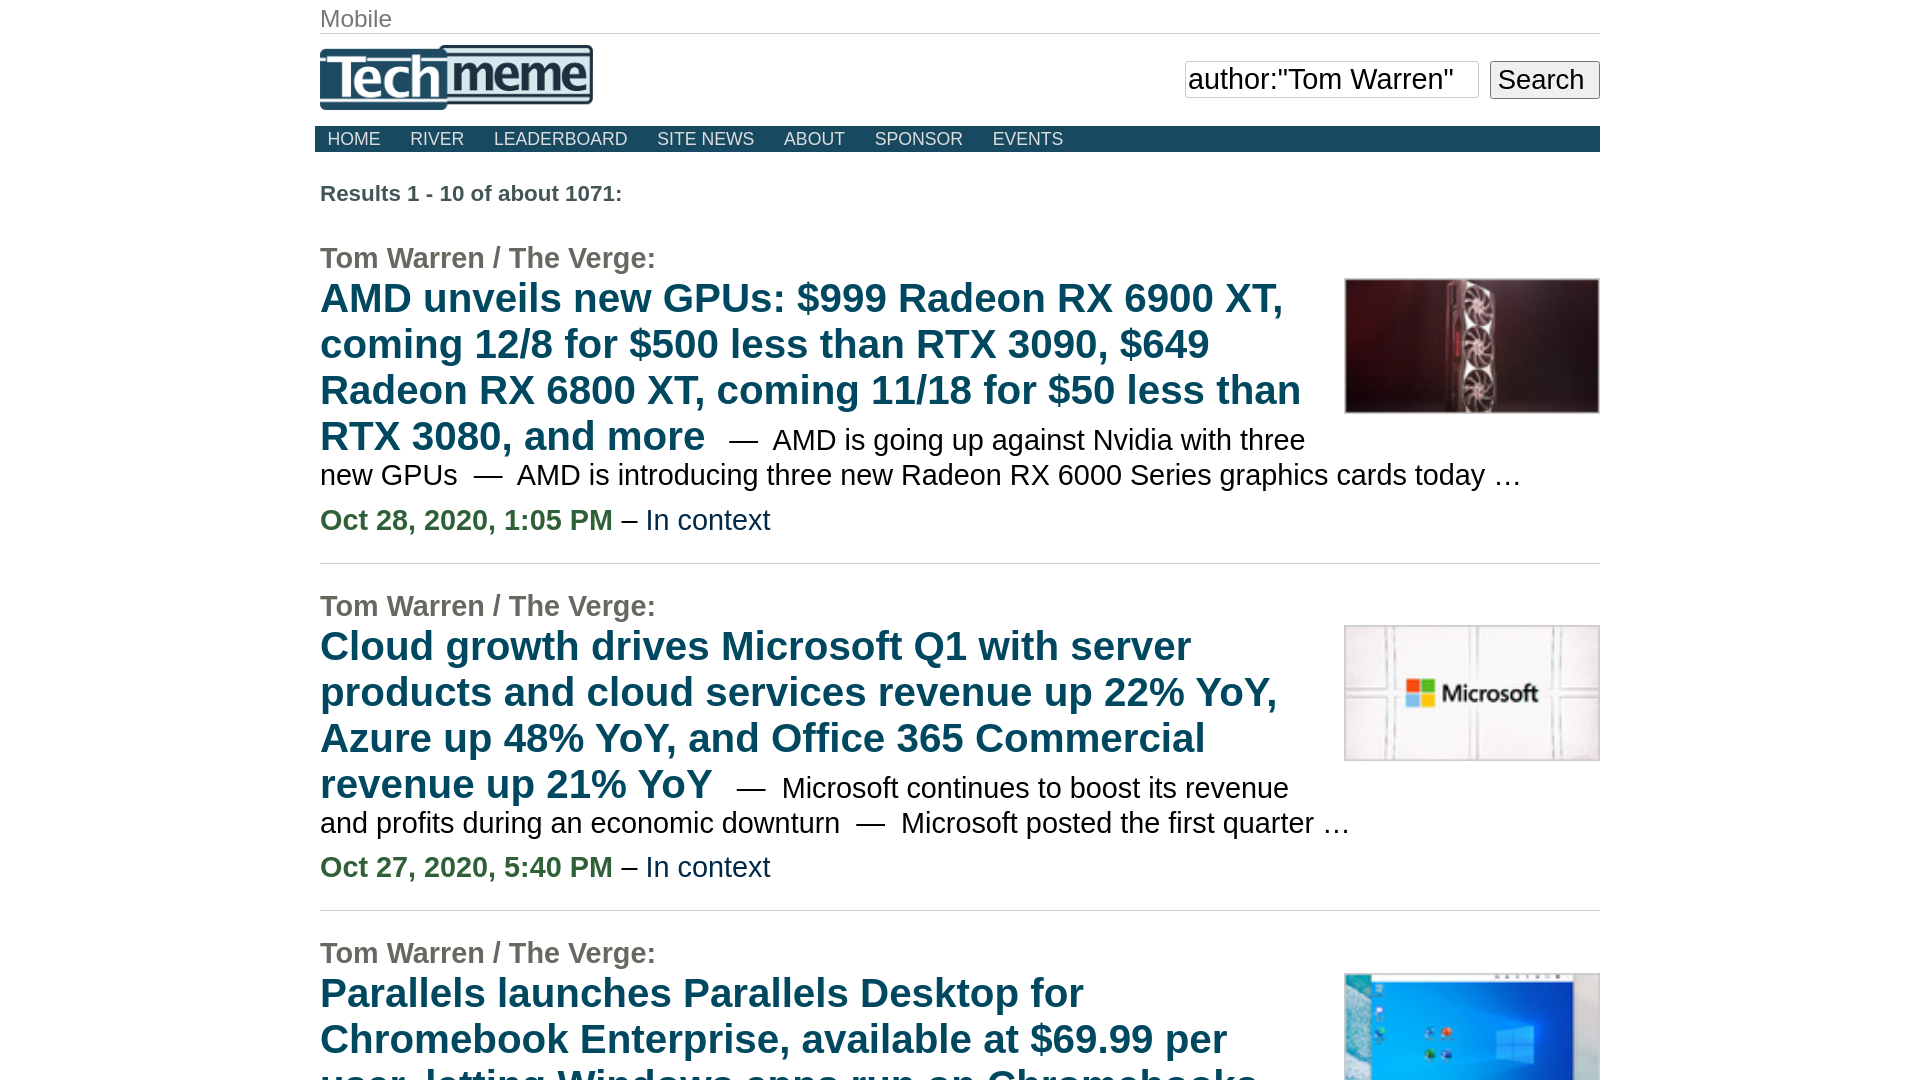 Mobile
Techmeme
author:"Tom Warren"
Search
HOME RIVER LEADERBOARD SITE NEWS ABOUT SPONSOR EVENTS
Results 1 - 10 of about 1071:
Tom Warren / The Verge:
AMD unveils new GPUs: $999 Radeon RX 6900 XT,
coming 12/8 for $500 less than RTX 3090, $649
Radeon RX 6800 XT, coming 11/18 for $50 less than
RTX 3080, and more — AMD is going up against Nvidia with three
new GPUs — AMD is introducing three new Radeon RX 6000 Series graphics cards today …
Oct 28, 2020, 1:05 PM – In context
Tom Warren / The Verge:
Cloud growth drives Microsoft Q1 with server
products and cloud services revenue up 22% YoY,
Azure up 48% YoY, and Office 365 Commercial
revenue up 21% YoY — Microsoft continues to boost its revenue
and profits during an economic downturn — Microsoft posted the first quarter …
Microsoft
Oct 27, 2020, 5:40 PM – In context
Tom Warren / The Verge:
Parallels launches Parallels Desktop for
Chromebook Enterprise, available at $69.99 per
user, letting Windows apps run on Chromebooks